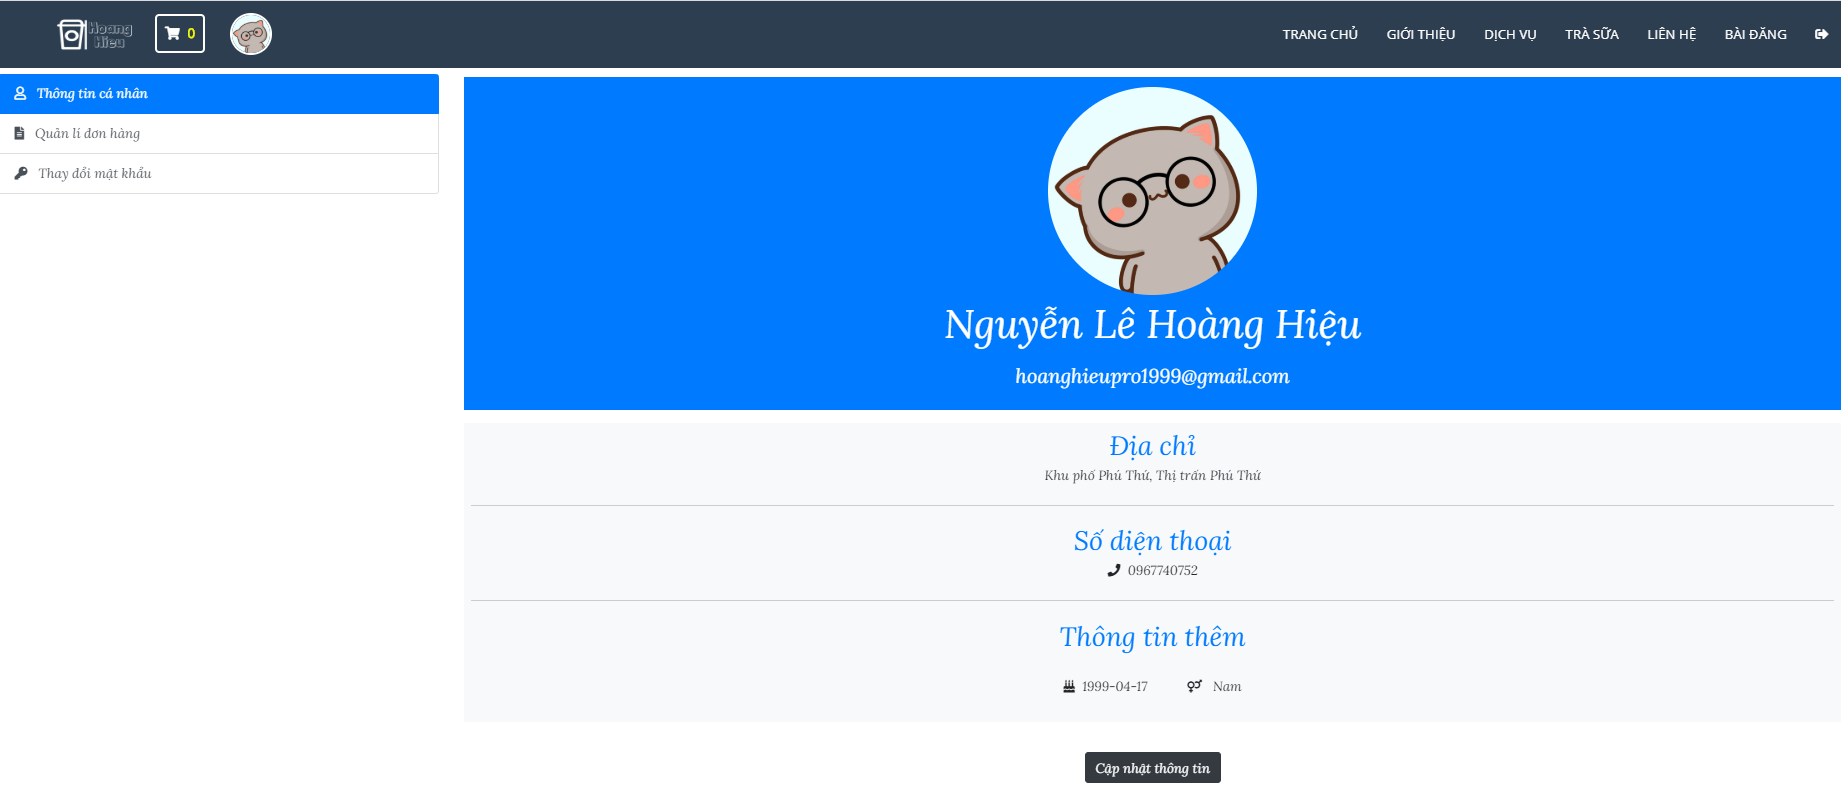 Hoang
Hieu
0
TRANG CHỦ
GIỚI THIỆU
DỊCH VỤ
TRÀ SỮA
LIÊN HỆ
BÀI ĐĂNG
Thông tin cá nhân
Quản lí đơn hàng
Thay đổi mật khẩu
Nguyễn Lê Hoàng Hiệu
hoanghieupro1999@gmail.com
Địa chỉ
Khu phố Phú Thứ, Thị trấn Phú Thứ
Số điện thoại
0967740752
Thông tin thêm
1999-04-17 Nam
Cập nhật thông tin